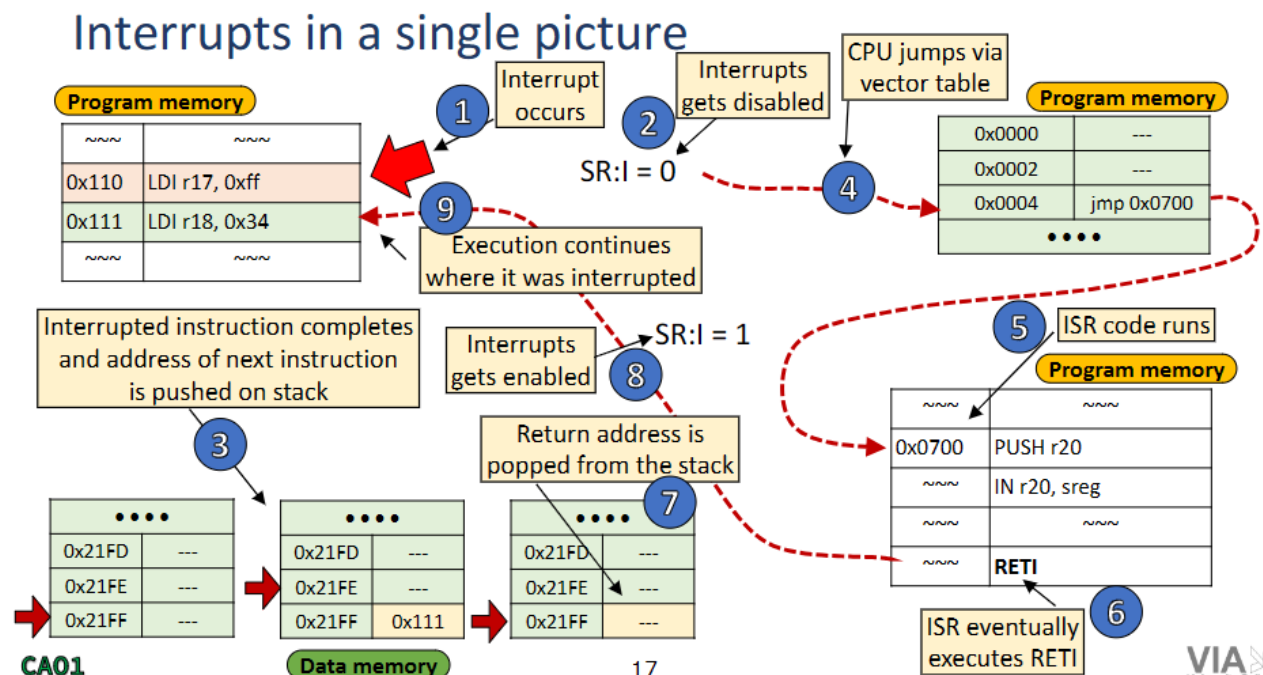 Interrupts in a single picture
Program memory
~~~ ~~~
0x110 LDI r17, 0xff
0x111 LDI r18, 0x34
~~~ ~~~
1
Interrupt
occurs
2
Interrupts
gets disabled
SR:I = 0
CPU jumps via
vector table
4
Program memory
0x0000 ---
0x0002 ---
0x0004 jmp 0x0700
••••
9
Execution continues
where it was interrupted
Interrupted instruction completes
and address of next instruction
is pushed on stack
3
Interrupts
gets enabled
SR:I = 1
8
5
ISR code runs
Program memory
~~~ ~~~
0x0700 PUSH r20
~~~ IN r20, sreg
~~~ ~~~
~~~ RETI
Return address is
popped from the stack
7
••••
0x21FD ---
0x21FE ---
0x21FF ---
••••
0x21FD ---
0x21FE ---
0x21FF 0x111
••••
0x21FD ---
0x21FE ---
0x21FF ---
6
ISR eventually
executes RETI
CAO1
Data memory
17
VIA